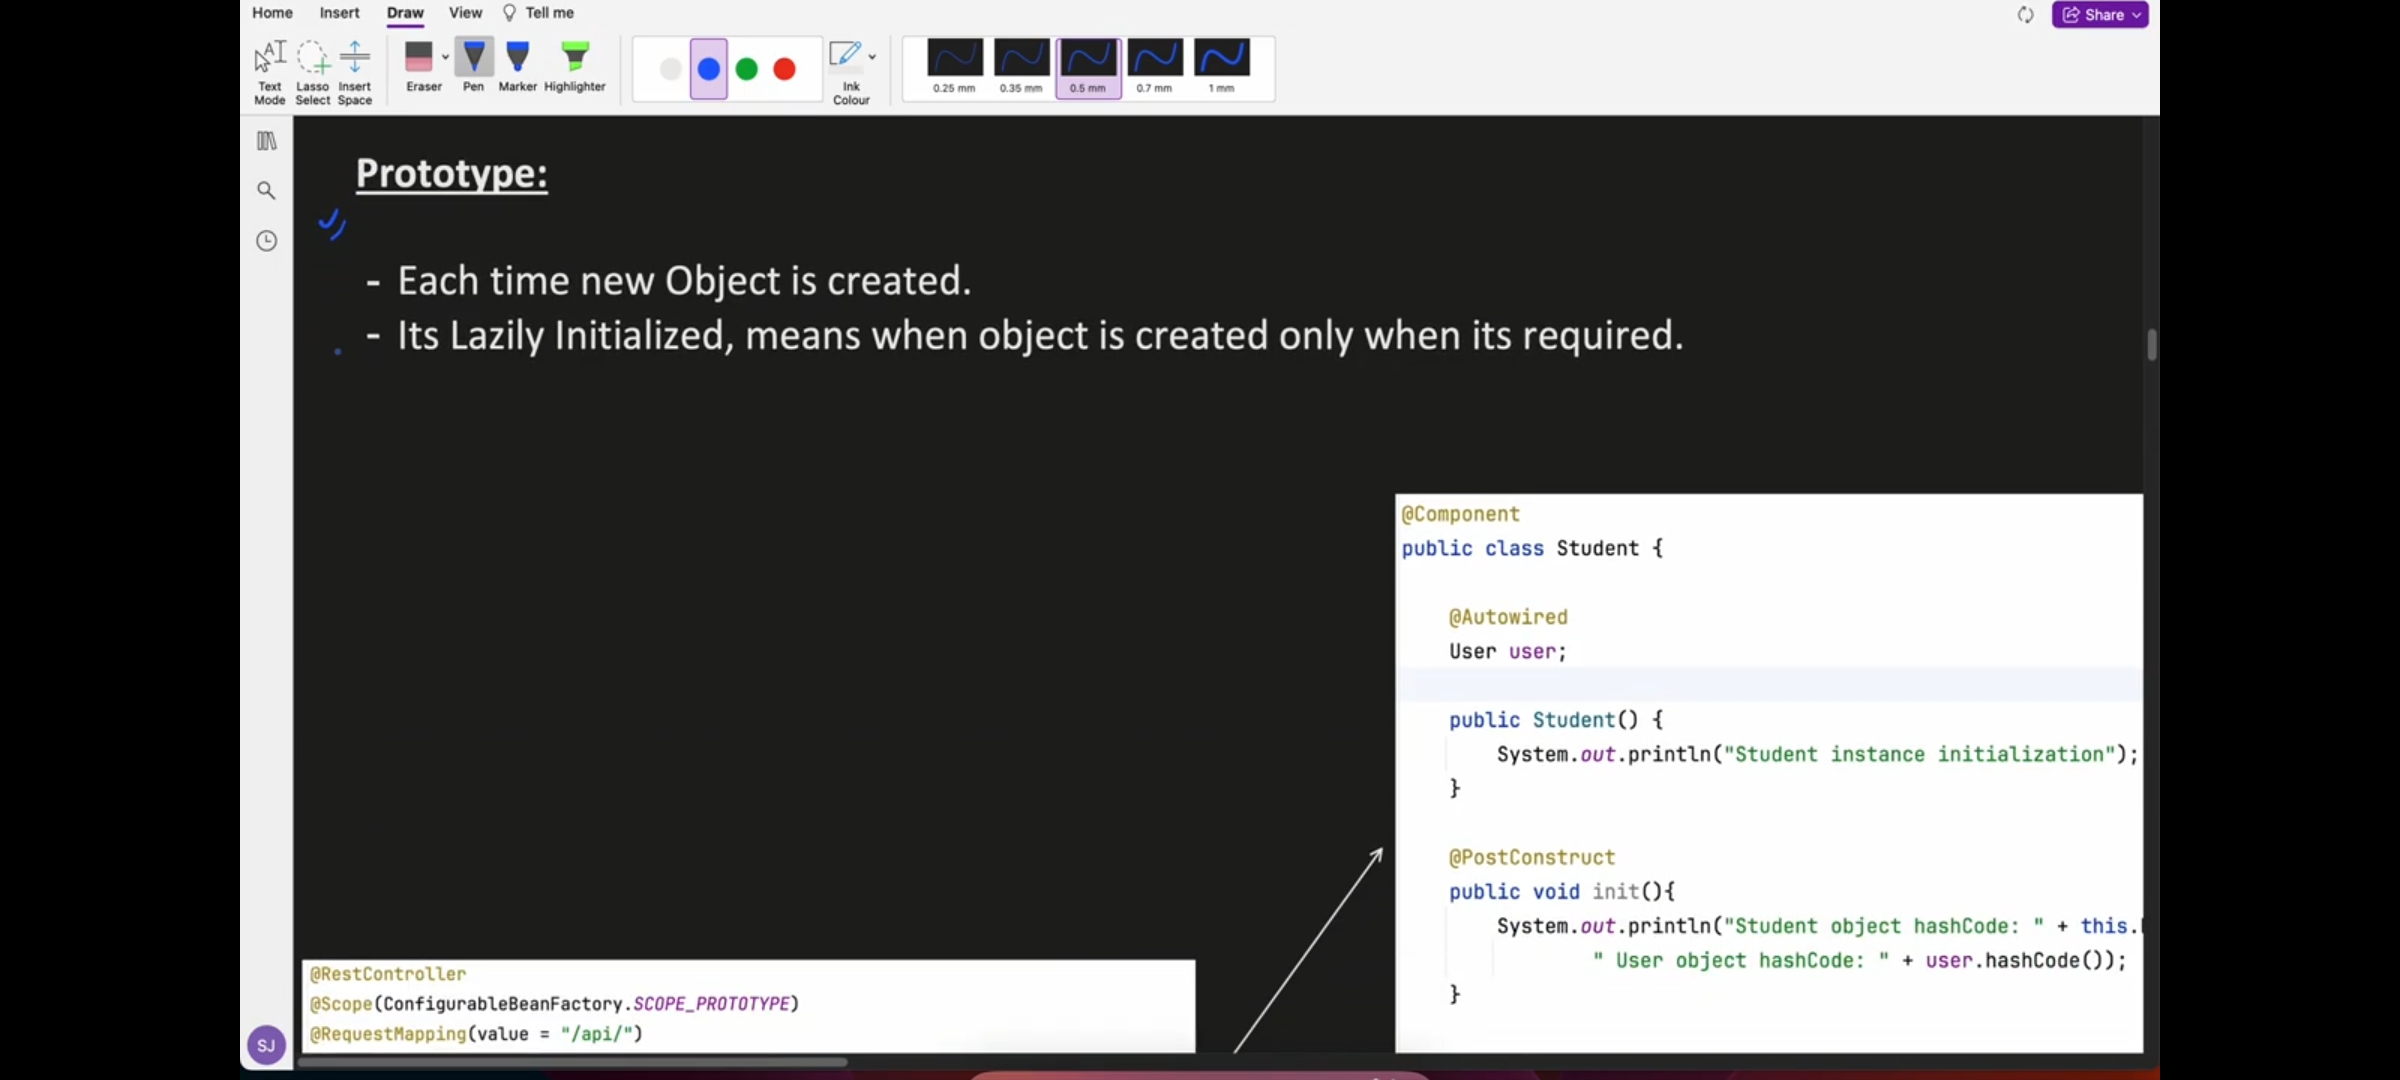 Home Insert Draw View Tell me
Share
Text Mode
Lasso Select
Insert Space
Eraser
Pen
Marker
Highlighter
Ink Colour
0.25 mm
0.35 mm
0.5 mm
0.7 mm
1 mm
Prototype:
- Each time new Object is created.
- Its Lazily Initialized, means when object is created only when its required.
@Component
public class Student {
@Autowired
User user;
public Student() {
System.out.println("Student instance initialization");
}
@PostConstruct
public void init(){
System.out.println("Student object hashCode: " + this.
" User object hashCode: " + user.hashCode());
}
@RestController
@Scope(ConfigurableBeanFactory.SCOPE_PROTOTYPE)
@RequestMapping(value = "/api/")
SJ